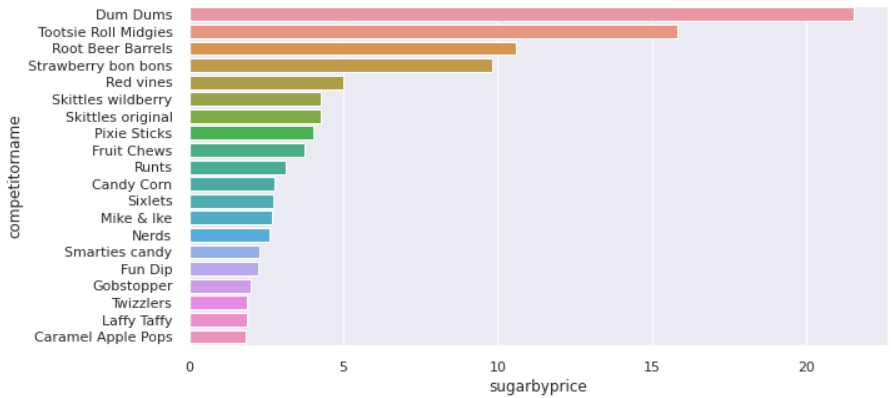 Dum Dums
Tootsie Roll Midgies
Root Beer Barrels
Strawberry bon bons
Red vines
Skittles wildberry
Skittles original
Pixie Sticks
Fruit Chews
Runts
Candy Corn
Sixlets
Mike & Ike
Nerds
Smarties candy
Fun Dip
Gobstopper
Twizzlers
Laffy Taffy
Caramel Apple Pops
competitorname
0 5 10 15 20
sugarbyprice